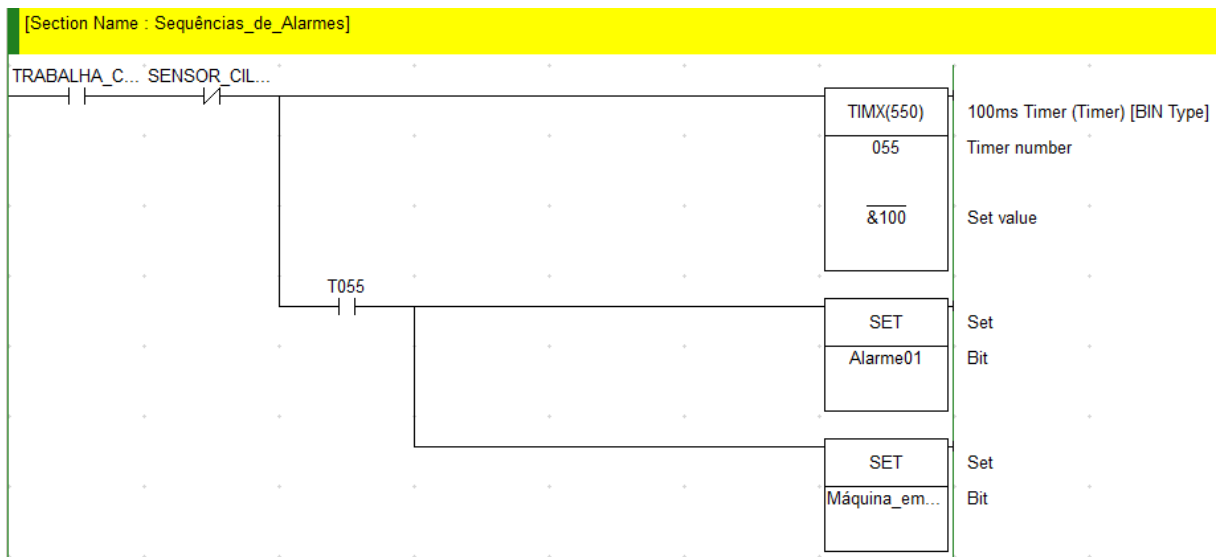 [Section Name : Sequências_de_Alarmes]
TRABALHA_C... SENSOR_CIL...
TIMX(550) 100ms Timer (Timer) [BIN Type]
055 Timer number
&100 Set value
T055
SET Set
Alarme01 Bit
SET Set
Máquina_em... Bit